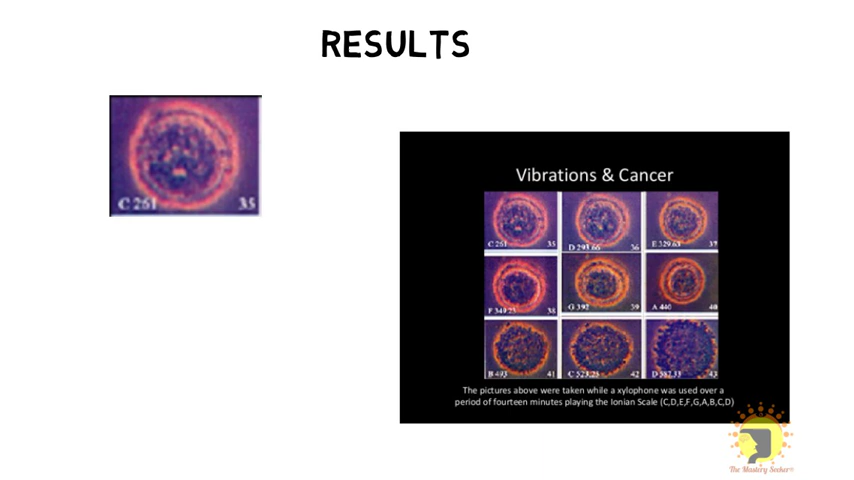 RESULTS
C 261 35
Vibrations & Cancer
C 261 35 D 293.66 36 E 329.63 37
F 349.23 38 G 392 39 A 440 40
B 493 41 C 523.25 42 D 587.33 43
The pictures above were taken while a xylophone was used over a
period of fourteen minutes playing the Ionian Scale (C,D,E,F,G,A,B,C,D)
The Mastery Seeker®